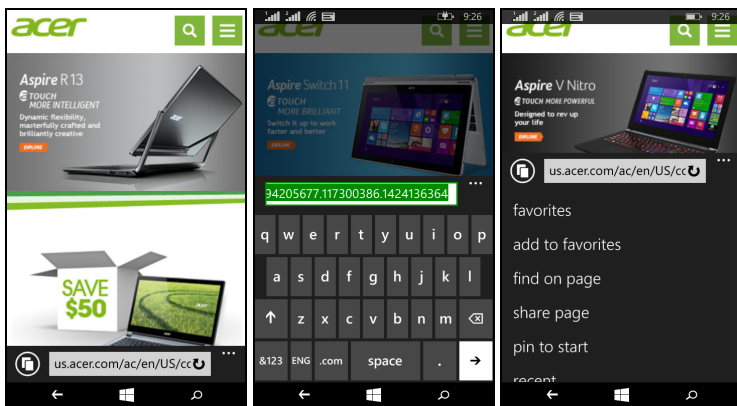 acer
Aspire R 13
TOUCH
MORE INTELLIGENT
Dynamic flexibility,
masterfully crafted and
brilliantly creative
EXPLORE
SAVE
$50
us.acer.com/ac/en/US/cc
9:26
acer
Aspire Switch 11
TOUCH
MORE BRILLIANT
Switch it up to work
faster and better
EXPLORE
94205677.117300386.1424136364
q w e r t y u i o p
a s d f g h j k l
z x c v b n m
&123 ENG .com space .
9:26
acer
Aspire V Nitro
TOUCH MORE POWERFUL
Designed to rev up
your life
EXPLORE
us.acer.com/ac/en/US/cc
favorites
add to favorites
find on page
share page
pin to start
recent